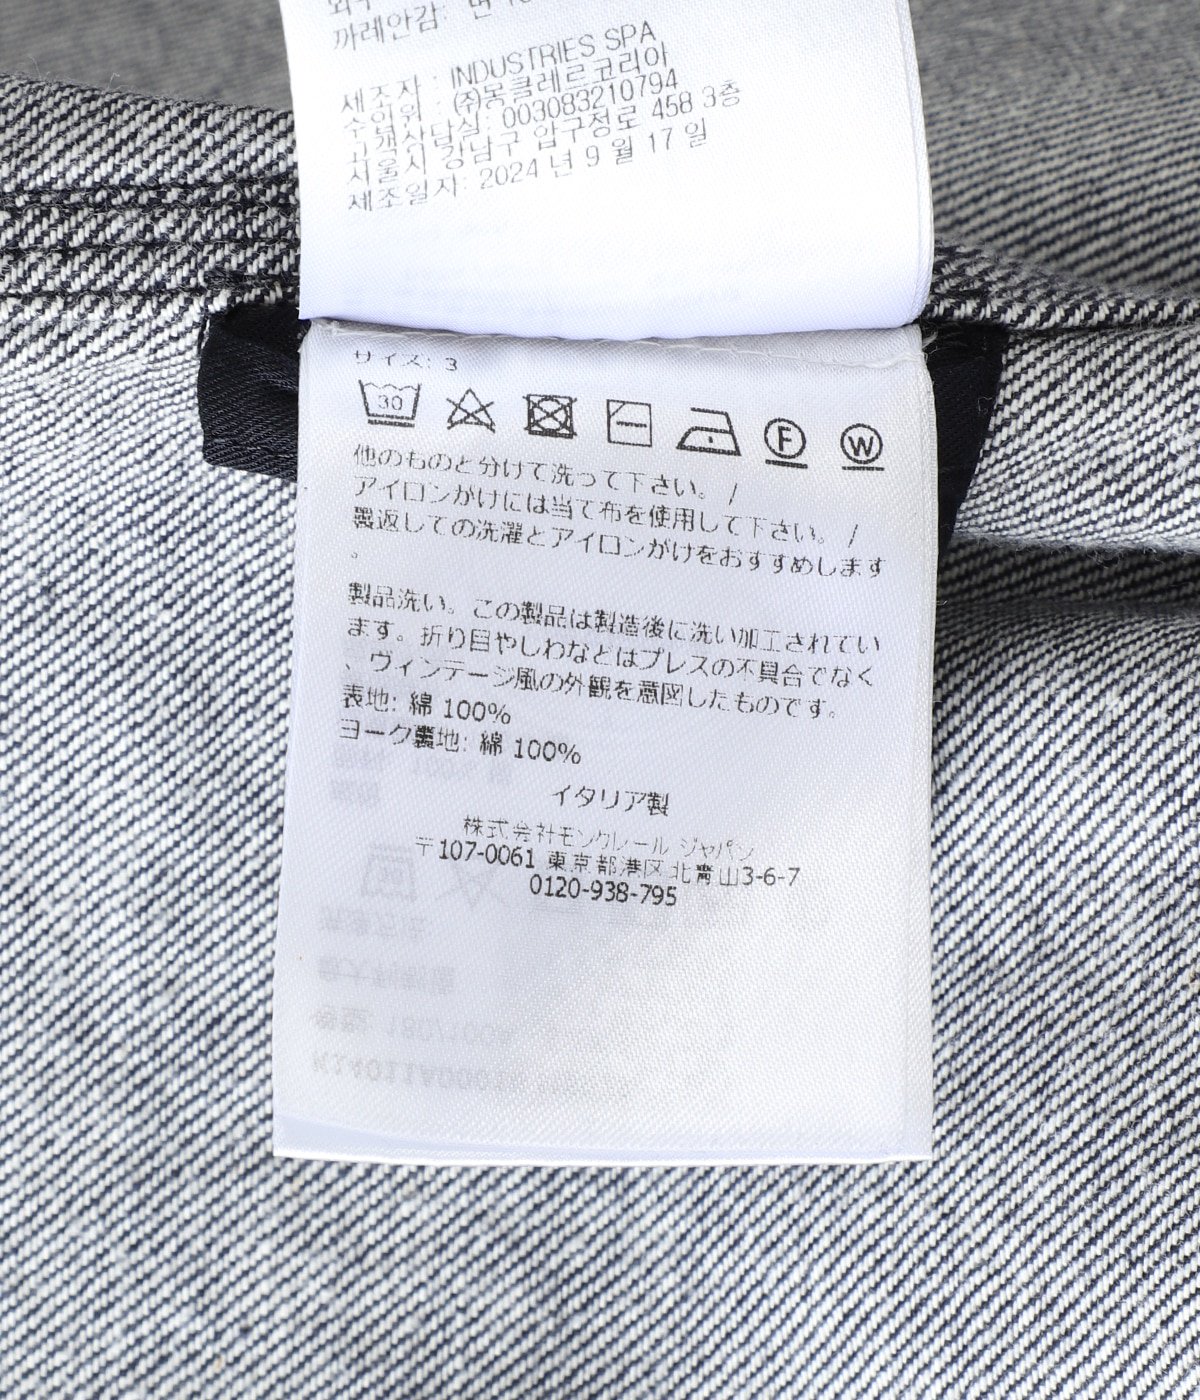 까레안감: 면
제조자 : INDUSTRIES SPA
수입원 : (주)몽클레르코리아
고객상담실: 003083210794
서울시 강남구 압구정로 458 3층
제조일자: 2024 년 9 월 17 일
サイズ: 3
30
F
W
他のものと分けて洗って下さい。/
アイロンがけには当て布を使用して下さい。/
裏返しての洗濯とアイロンがけをおすすめします
。
製品洗い。この製品は製造後に洗い加工されてい
ます。折り目やしわなどはプレスの不具合でなく
、ヴィンテージ風の外観を意図したものです。
表地: 綿 100%
ヨーク裏地: 綿 100%
イタリア製
株式会社モンクレール ジャパン
〒107-0061 東京都港区北青山3-6-7
0120-938-795